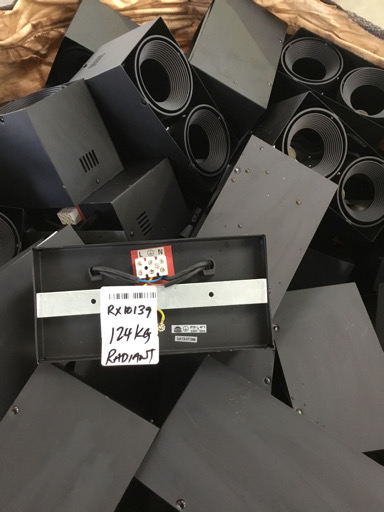 L N
RX10139
124KG
RADIANT